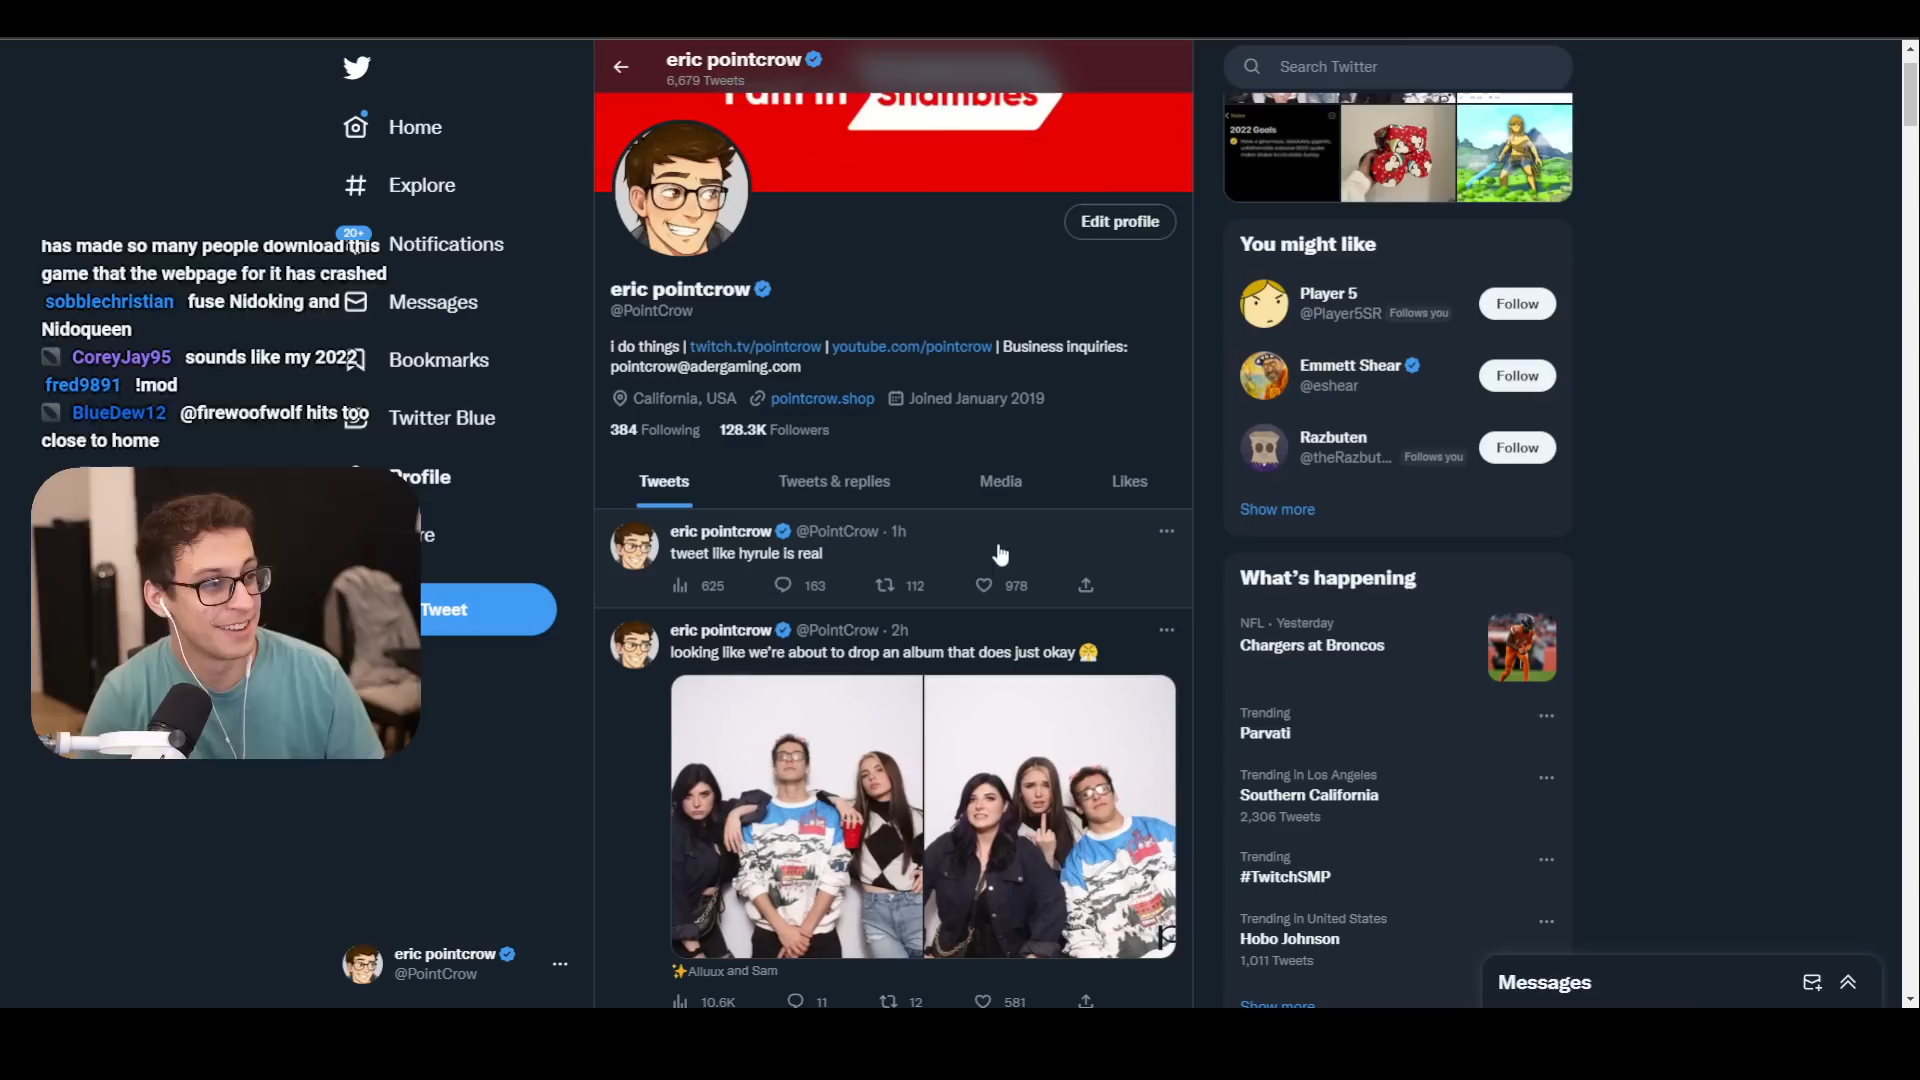 has made so many people download this
game that the webpage for it has crashed
sobblechristian fuse Nidoking and
Nidoqueen
CoreyJay95 sounds like my 2022
fred9891 !mod
BlueDew12 @firewoofwolf hits too
close to home
Home
Explore
20+
Notifications
Messages
Bookmarks
Twitter Blue
Profile
re
Tweet
eric pointcrow
@PointCrow
eric pointcrow
6,679 Tweets
I am in Shambles
Edit profile
eric pointcrow
@PointCrow
i do things | twitch.tv/pointcrow | youtube.com/pointcrow | Business inquiries:
pointcrow@adergaming.com
California, USA pointcrow.shop Joined January 2019
384 Following 128.3K Followers
Tweets Tweets & replies Media Likes
eric pointcrow @PointCrow · 1h
tweet like hyrule is real
625 163 112 978
eric pointcrow @PointCrow · 2h
looking like we're about to drop an album that does just okay 😤
✨Alluux and Sam
10.6K 11 12 581
Search Twitter
2022 Goals
You might like
Player 5
@Player5SR Follows you
Follow
Emmett Shear
@eshear
Follow
Razbuten
@theRazbut... Follows you
Follow
Show more
What's happening
NFL · Yesterday
Chargers at Broncos
Trending
Parvati
Trending in Los Angeles
Southern California
2,306 Tweets
Trending
#TwitchSMP
Trending in United States
Hobo Johnson
1,011 Tweets
Show more
Messages